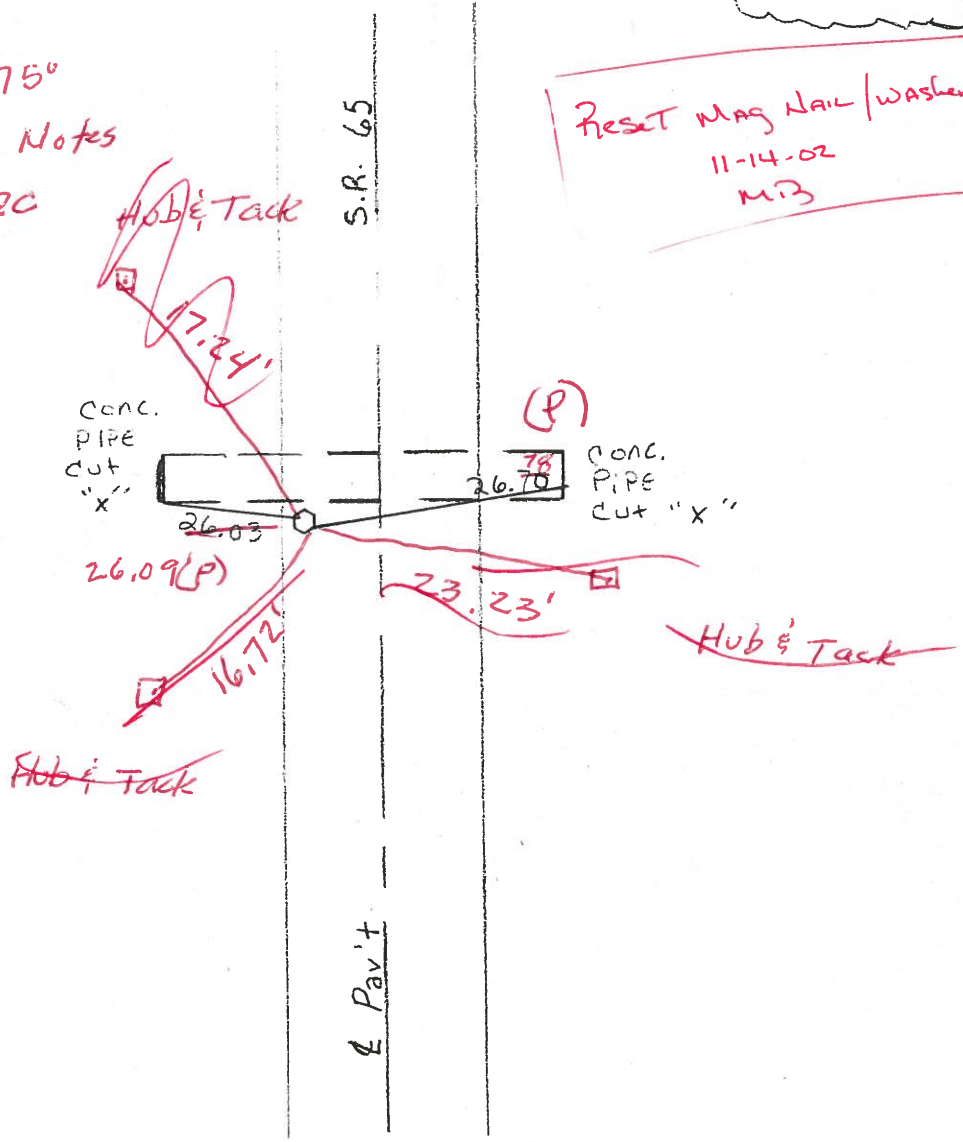 75°
Notes
S.R. 65
Reset Mag Nail / Washer
11-14-02
MB
Hub & Tack
17.24'
Conc.
PIPE
Cut
"x"
(P)
78
26.70
Conc.
PIPE
Cut "x"
26.03
26.09(P)
23.23'
16.72'
Hub & Tack
Hub & Tack
℄ Pav't